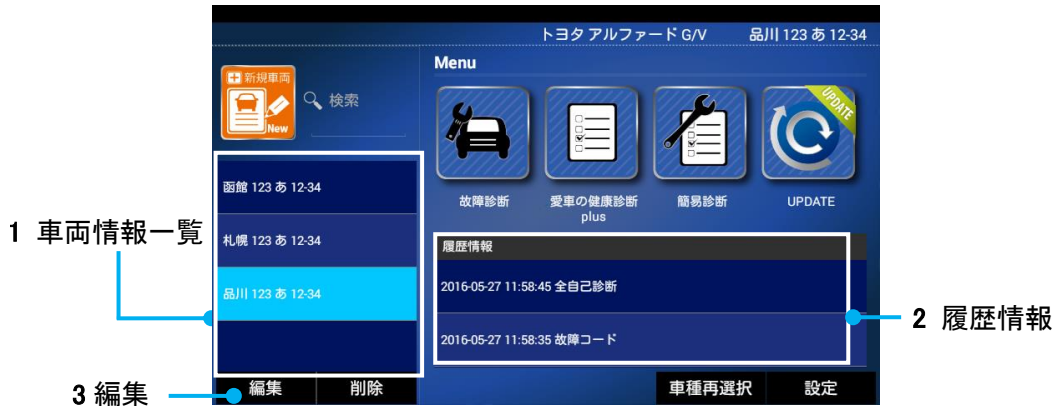 トヨタ アルファード G/V 品川 123 あ 12-34
新規車両
New
検索
Menu
UPDATE
故障診断
愛車の健康診断
plus
簡易診断
UPDATE
函館 123 あ 12-34
札幌 123 あ 12-34
品川 123 あ 12-34
1 車両情報一覧
履歴情報
2016-05-27 11:58:45 全自己診断
2016-05-27 11:58:35 故障コード
2 履歴情報
3 編集
編集
削除
車種再選択
設定